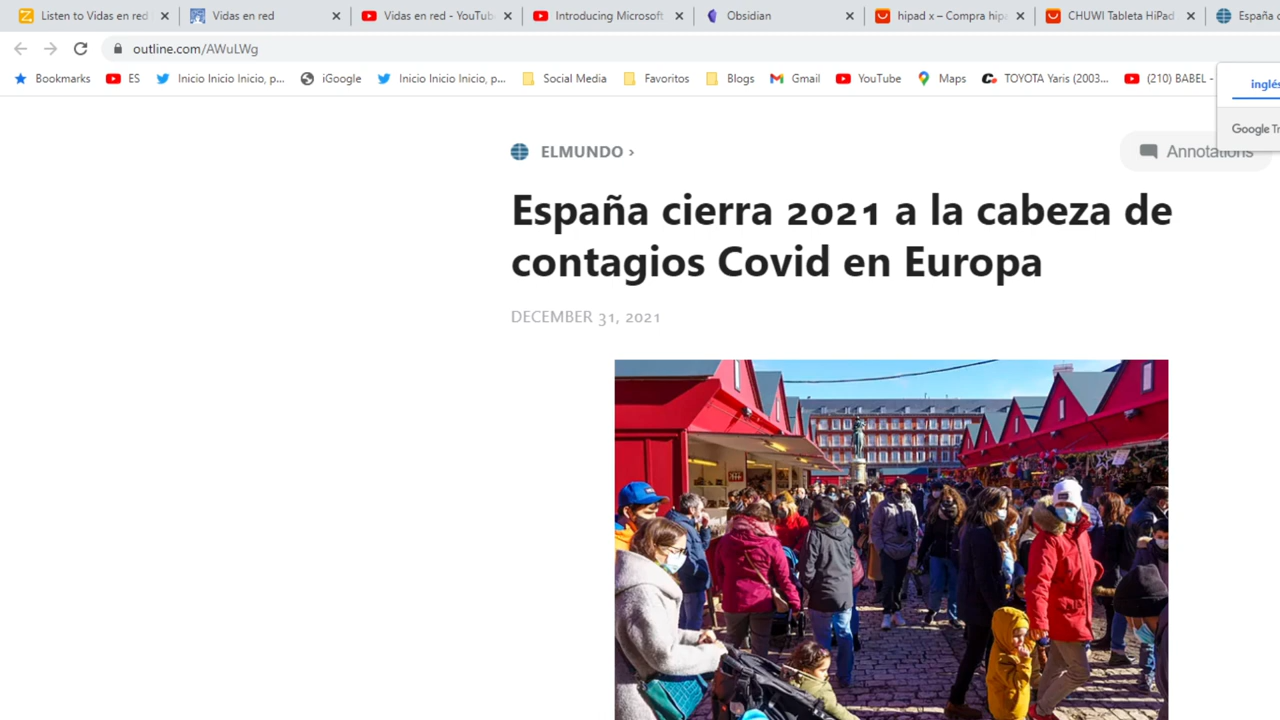 Listen to Vidas en red
Vidas en red
Vidas en red - YouTub
Introducing Microsoft
Obsidian
hipad x – Compra hip
CHUWI Tableta HiPad
España c
outline.com/AWuLWg
Bookmarks
ES
Inicio Inicio Inicio, p...
iGoogle
Inicio Inicio Inicio, p...
Social Media
Favoritos
Blogs
Gmail
YouTube
Maps
TOYOTA Yaris (2003...
(210) BABEL -
inglés
Google Tr
ELMUNDO ›
Annotations
España cierra 2021 a la cabeza de
contagios Covid en Europa
DECEMBER 31, 2021